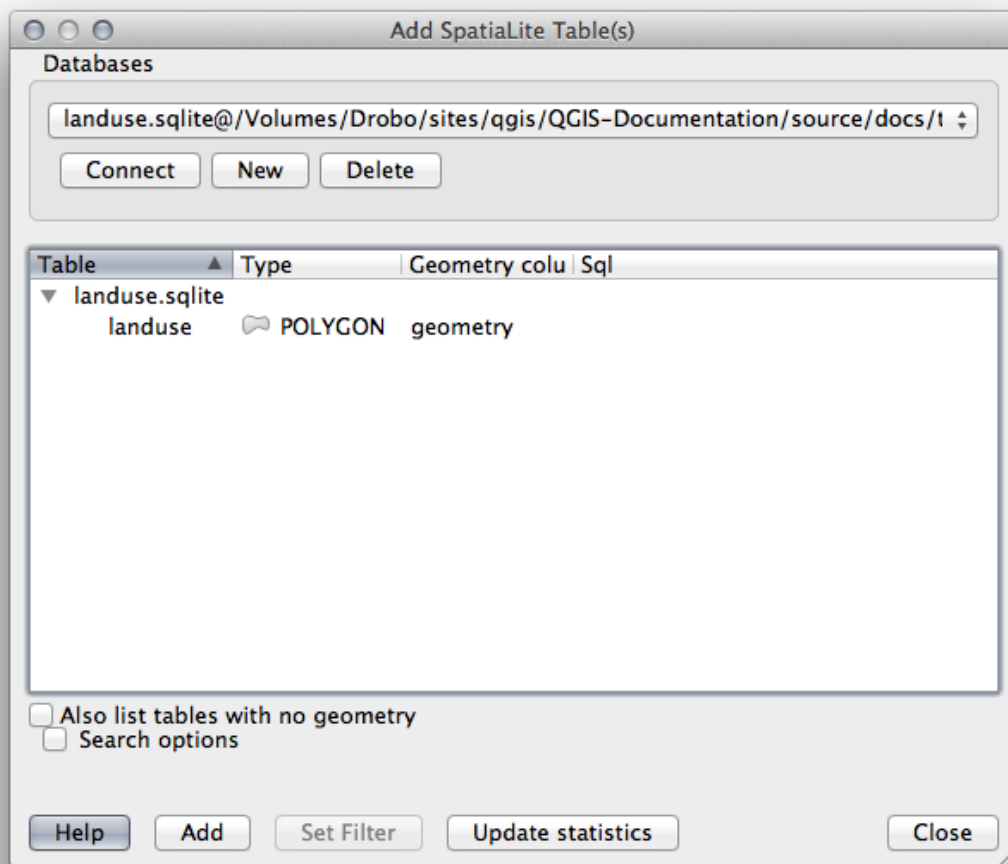 Add SpatiaLite Table(s)
Databases
landuse.sqlite@/Volumes/Drobo/sites/qgis/QGIS-Documentation/source/docs/t
Connect New Delete
Table Type Geometry colu Sql
landuse.sqlite
landuse POLYGON geometry
Also list tables with no geometry
Search options
Help Add Set Filter Update statistics Close